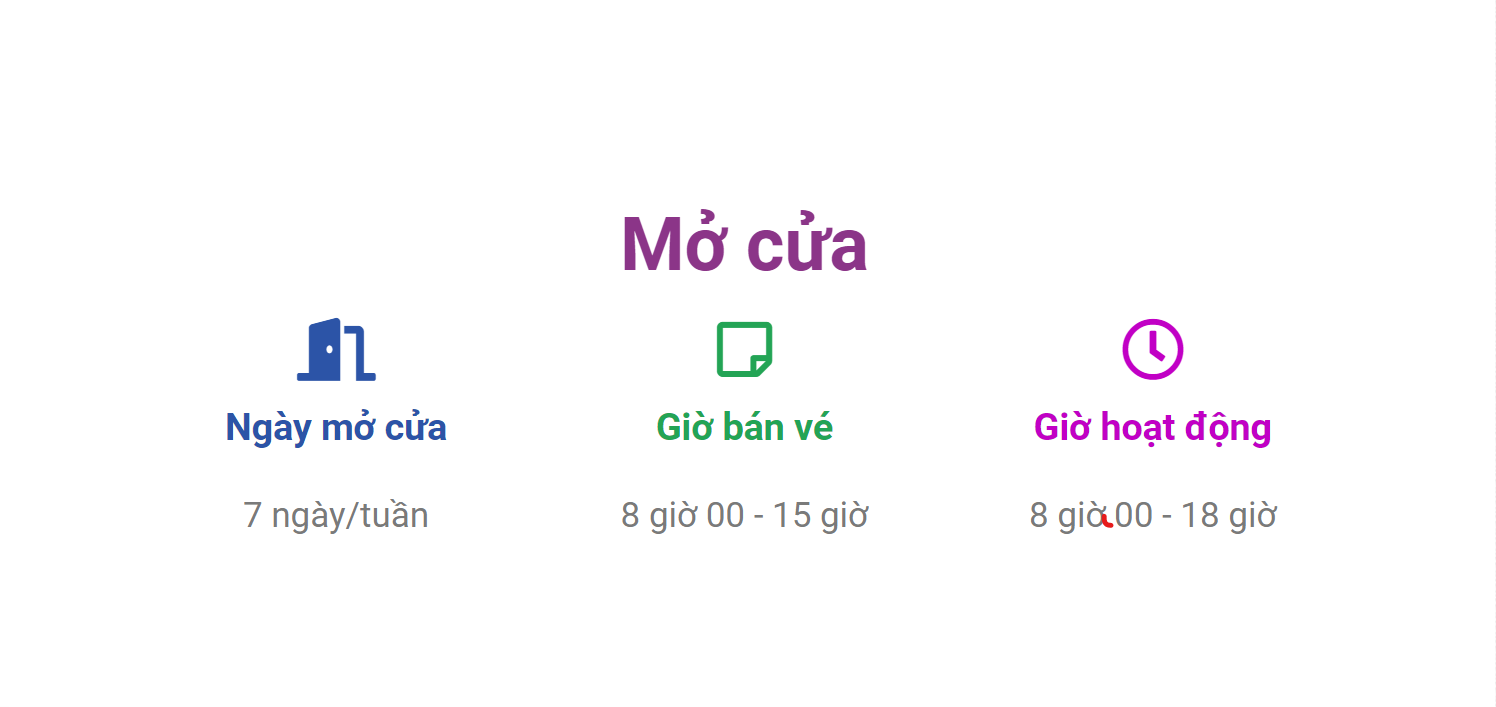 Mở cửa
Ngày mở cửa
7 ngày/tuần
Giờ bán vé
8 giờ 00 - 15 giờ
Giờ hoạt động
8 giờ 00 - 18 giờ